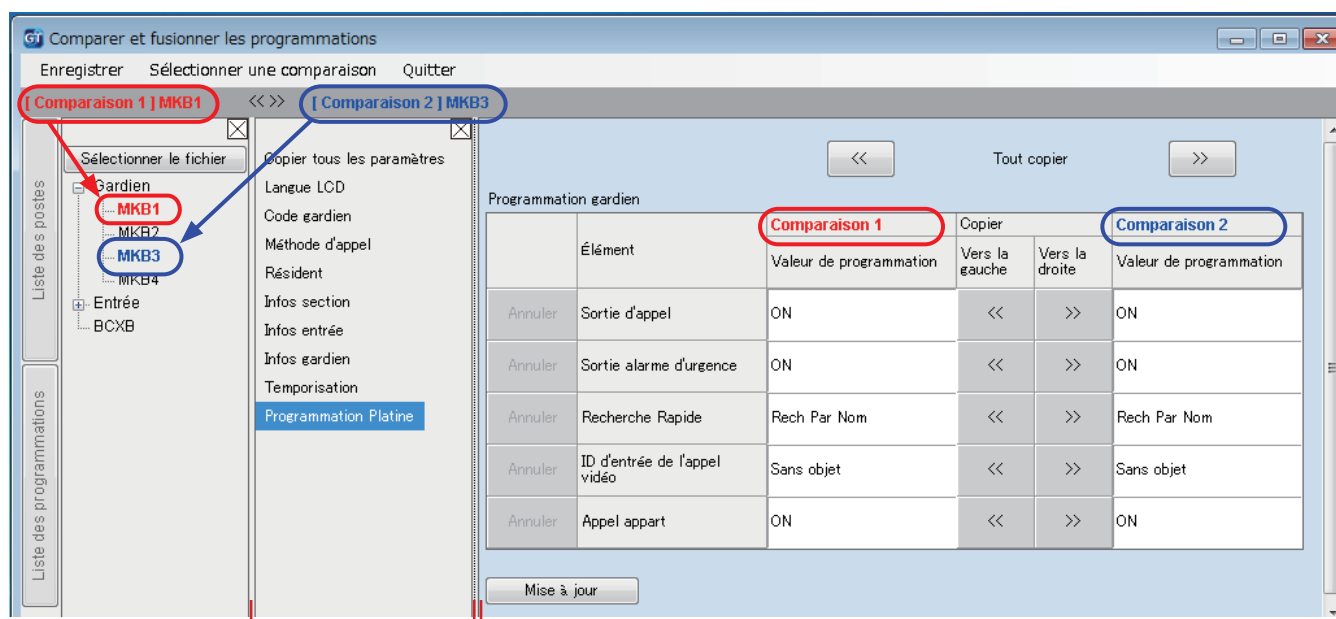 Comparer et fusionner les programmations
Enregistrer Sélectionner une comparaison Quitter
[ Comparaison 1 ] MKB1 << >> [ Comparaison 2 ] MKB3
Liste des postes
Liste des programmations
Sélectionner le fichier
Gardien
MKB1
MKB2
MKB3
MKB4
Entrée
BCXB
Copier tous les paramètres
Langue LCD
Code gardien
Méthode d'appel
Résident
Infos section
Infos entrée
Infos gardien
Temporisation
Programmation Platine
<< Tout copier >>
Programmation gardien
Élément Comparaison 1 Copier Comparaison 2
Valeur de programmation Vers la gauche Vers la droite Valeur de programmation
Annuler Sortie d'appel ON << >> ON
Annuler Sortie alarme d'urgence ON << >> ON
Annuler Recherche Rapide Rech Par Nom << >> Rech Par Nom
Annuler ID d'entrée de l'appel vidéo Sans objet << >> Sans objet
Annuler Appel appart ON << >> ON
Mise à jour